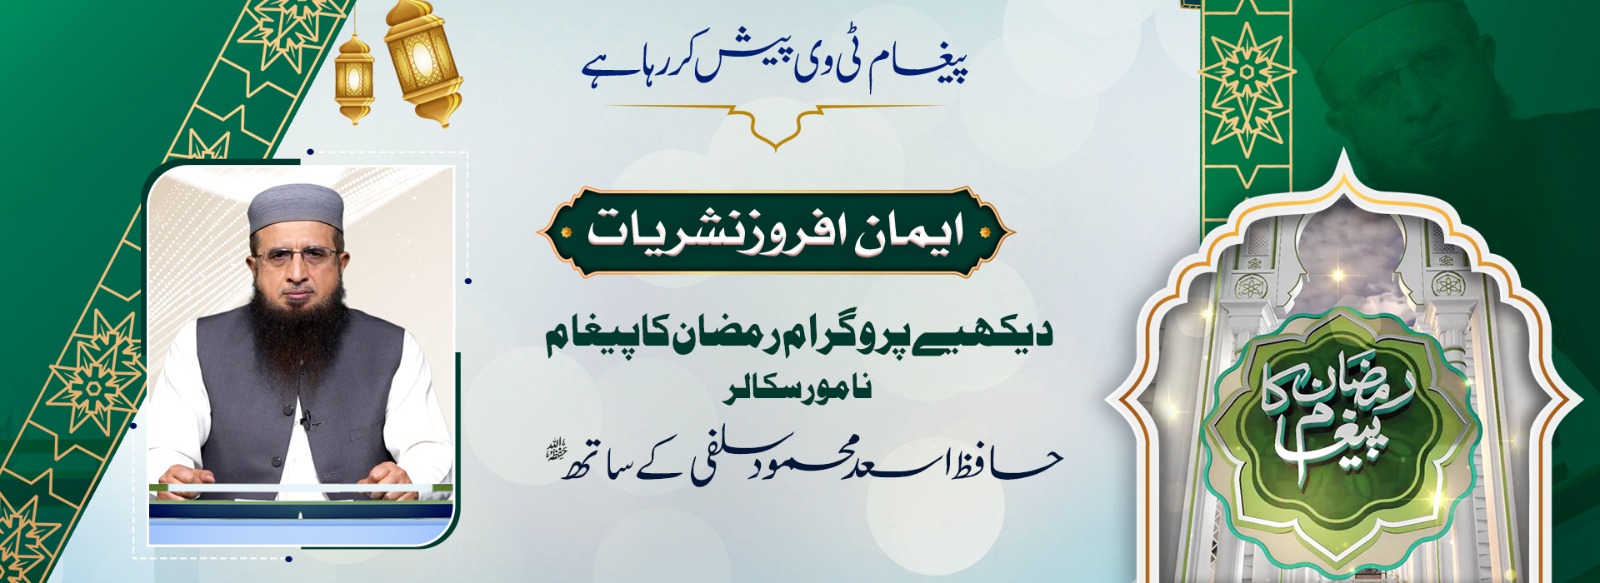 پیغام ٹی وی پیش کر رہا ہے
ایمان افروز نشریات
دیکھیے پروگرام رمضان کا پیغام
نامور سکالر
حافظ اسعد محمود سلفی کے ساتھ حفظہ اللہ
رمضان کا
پیغام